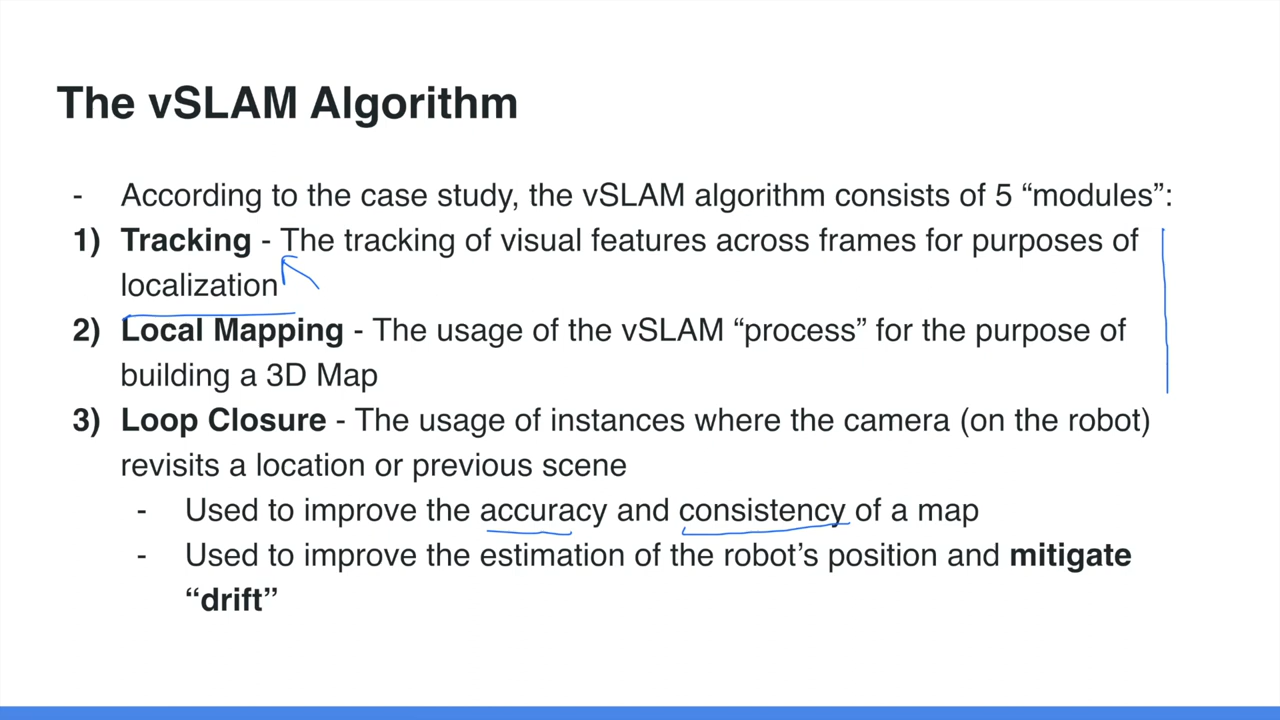 The vSLAM Algorithm
- According to the case study, the vSLAM algorithm consists of 5 “modules”:
1) Tracking - The tracking of visual features across frames for purposes of
localization
2) Local Mapping - The usage of the vSLAM “process” for the purpose of
building a 3D Map
3) Loop Closure - The usage of instances where the camera (on the robot)
revisits a location or previous scene
- Used to improve the accuracy and consistency of a map
- Used to improve the estimation of the robot’s position and mitigate
“drift”